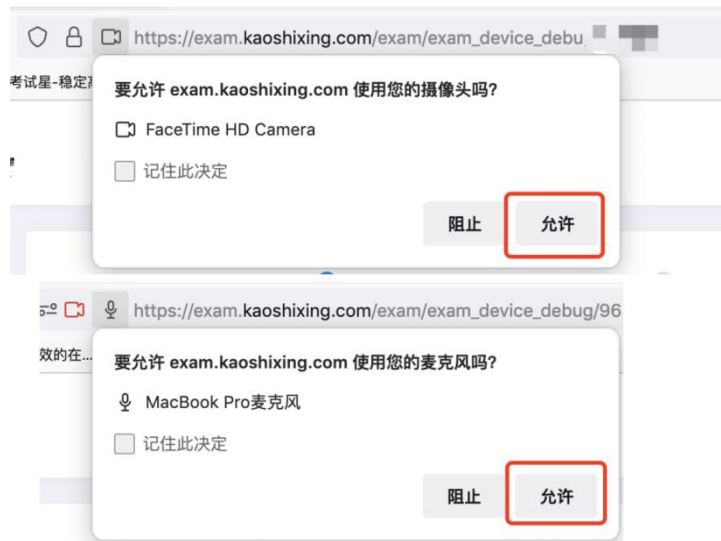 https://exam.kaoshixing.com/exam/exam_device_debu
考试星-稳定
要允许 exam.kaoshixing.com 使用您的摄像头吗?
FaceTime HD Camera
记住此决定
阻止
允许
https://exam.kaoshixing.com/exam/exam_device_debug/96
效的在...
要允许 exam.kaoshixing.com 使用您的麦克风吗?
MacBook Pro麦克风
记住此决定
阻止
允许